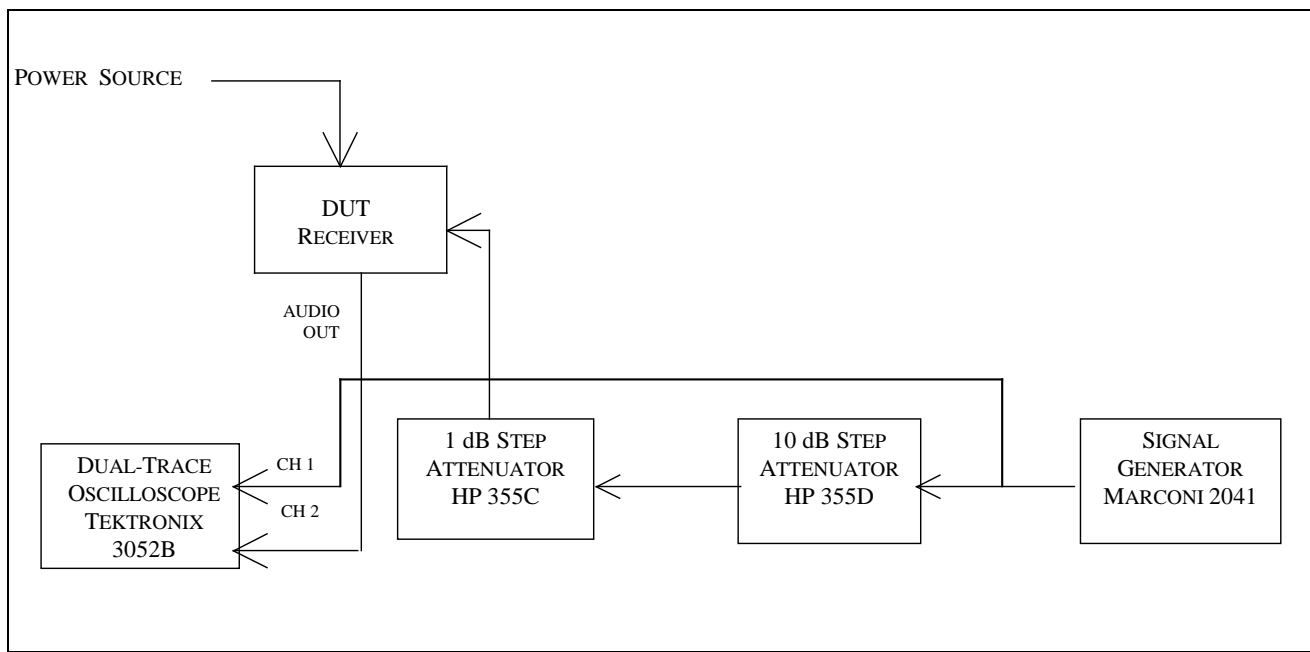 POWER SOURCE
DUT
RECEIVER
AUDIO
OUT
DUAL-TRACE
OSCILLOSCOPE
TEKTRONIX
3052B
CH 1
CH 2
1 dB STEP
ATTENUATOR
HP 355C
10 dB STEP
ATTENUATOR
HP 355D
SIGNAL
GENERATOR
MARCONI 2041